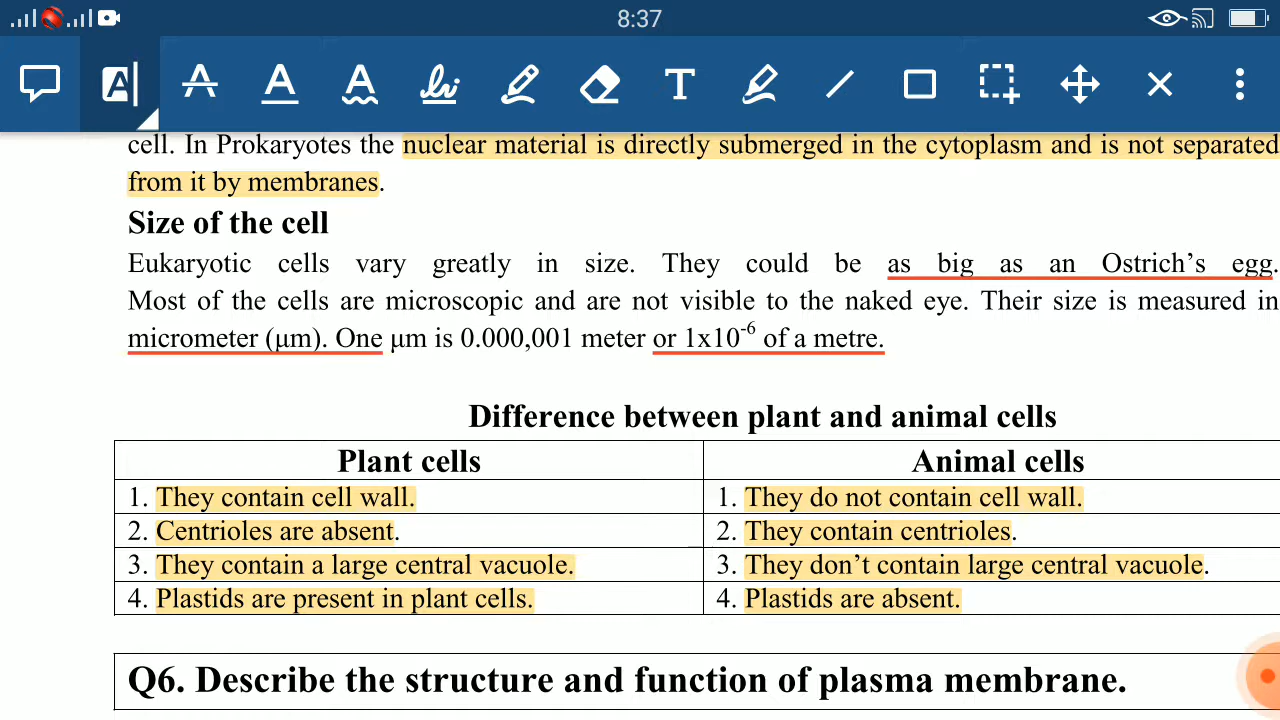 8:37
cell. In Prokaryotes the nuclear material is directly submerged in the cytoplasm and is not separated
from it by membranes.
Size of the cell
Eukaryotic cells vary greatly in size. They could be as big as an Ostrich’s egg.
Most of the cells are microscopic and are not visible to the naked eye. Their size is measured in
micrometer (μm). One μm is 0.000,001 meter or 1x10⁻⁶ of a metre.
Difference between plant and animal cells
Plant cells Animal cells
1. They contain cell wall. 1. They do not contain cell wall.
2. Centrioles are absent. 2. They contain centrioles.
3. They contain a large central vacuole. 3. They don’t contain large central vacuole.
4. Plastids are present in plant cells. 4. Plastids are absent.
Q6. Describe the structure and function of plasma membrane.